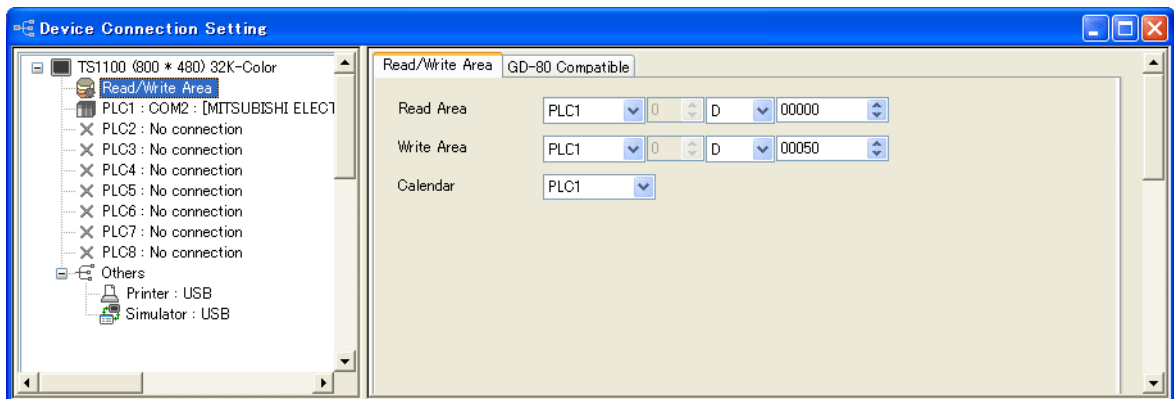 Device Connection Setting
TS1100 (800 * 480) 32K-Color
Read/Write Area
PLC1 : COM2 : [MITSUBISHI ELECT
PLC2 : No connection
PLC3 : No connection
PLC4 : No connection
PLC5 : No connection
PLC6 : No connection
PLC7 : No connection
PLC8 : No connection
Others
Printer : USB
Simulator : USB
Read/Write Area GD-80 Compatible
Read Area PLC1 0 D 00000
Write Area PLC1 0 D 00050
Calendar PLC1